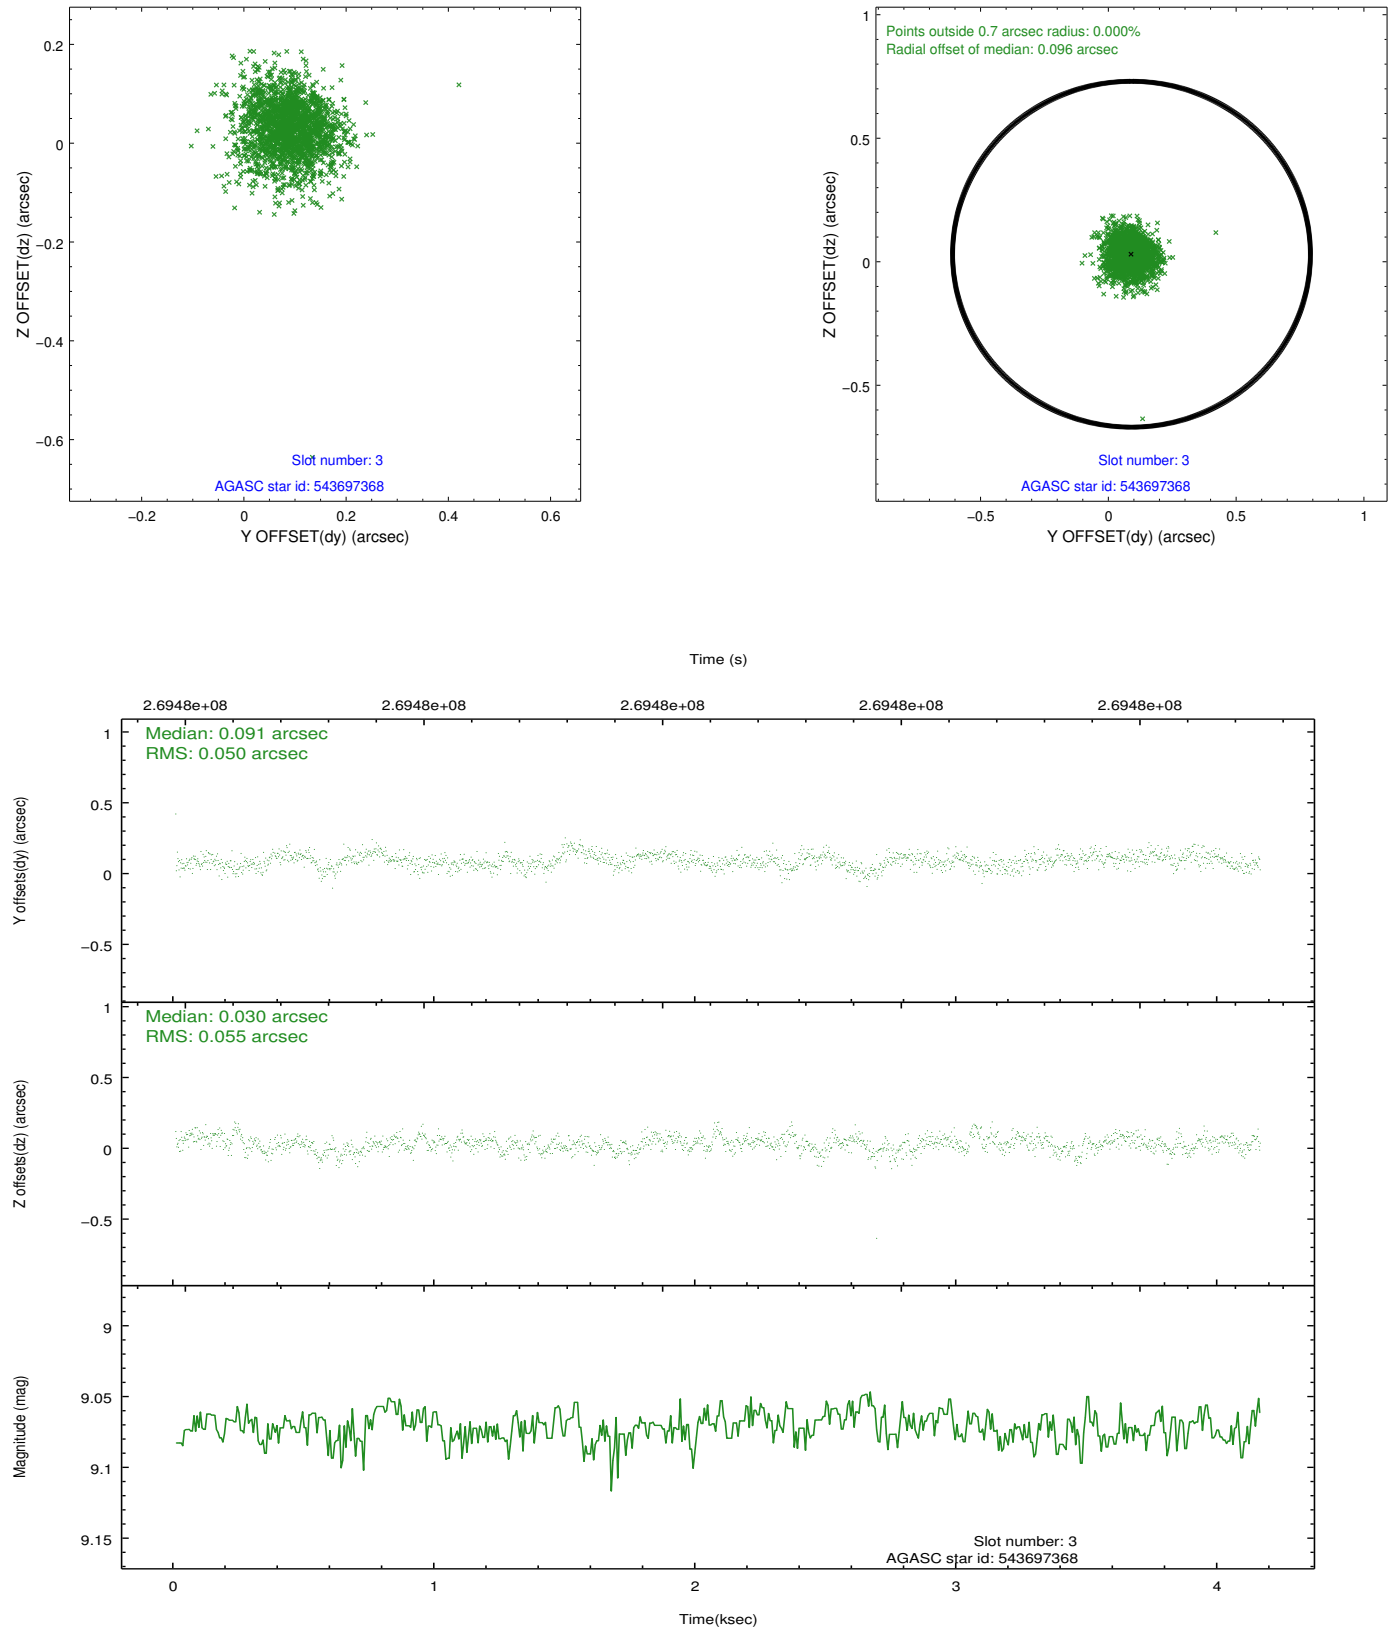 0.2
0
−0.2
−0.4
−0.6
Z OFFSET(dz) (arcsec)
Slot number: 3
AGASC star id: 543697368
−0.2
0
0.2
0.4
0.6
Y OFFSET(dy) (arcsec)
Points outside 0.7 arcsec radius: 0.000%
Radial offset of median: 0.096 arcsec
1
0.5
0
−0.5
Z OFFSET(dz) (arcsec)
Slot number: 3
AGASC star id: 543697368
−0.5
0
0.5
1
Y OFFSET(dy) (arcsec)
Time (s)
2.6948e+08
2.6948e+08
2.6948e+08
2.6948e+08
2.6948e+08
Median: 0.091 arcsec
RMS: 0.050 arcsec
1
0.5
0
−0.5
Y offsets(dy) (arcsec)
Median: 0.030 arcsec
RMS: 0.055 arcsec
1
0.5
0
−0.5
Z offsets(dz) (arcsec)
9
9.05
9.1
9.15
Magnitude (mag)
Slot number: 3
AGASC star id: 543697368
0
1
2
3
4
Time(ksec)